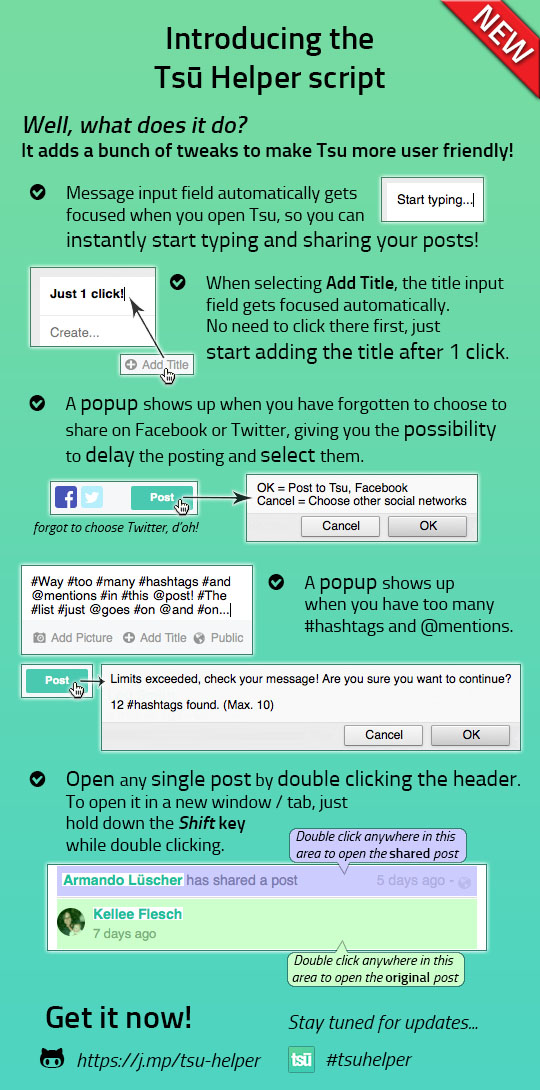 NEW
Introducing the
Tsū Helper script
Well, what does it do?
It adds a bunch of tweaks to make Tsu more user friendly!
Message input field automatically gets
focused when you open Tsu, so you can
instantly start typing and sharing your posts!
Start typing...
Just 1 click!
Create...
Add Title
When selecting Add Title, the title input
field gets focused automatically.
No need to click there first, just
start adding the title after 1 click.
A popup shows up when you have forgotten to choose to
share on Facebook or Twitter, giving you the possibility
to delay the posting and select them.
Post
forgot to choose Twitter, d'oh!
OK = Post to Tsu, Facebook
Cancel = Choose other social networks
Cancel OK
#Way #too #many #hashtags #and
@mentions #in #this @post! #The
#list #just @goes #on @and #on...
Add Picture Add Title Public
A popup shows up
when you have too many
#hashtags and @mentions.
Post
Limits exceeded, check your message! Are you sure you want to continue?
12 #hashtags found. (Max. 10)
Cancel OK
Open any single post by double clicking the header.
To open it in a new window / tab, just
hold down the Shift key
while double clicking.
Double click anywhere in this
area to open the shared post
Armando Lüscher has shared a post 5 days ago -
Kellee Flesch
7 days ago
Double click anywhere in this
area to open the original post
Get it now!
https://j.mp/tsu-helper
Stay tuned for updates...
tsū #tsuhelper